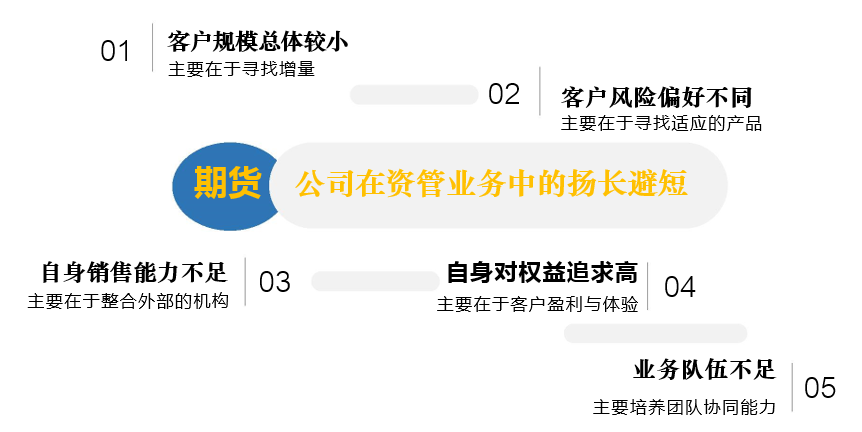 01
客户规模总体较小
主要在于寻找增量
02
客户风险偏好不同
主要在于寻找适应的产品
期货 公司在资管业务中的扬长避短
自身销售能力不足
主要在于整合外部的机构
03
自身对权益追求高
主要在于客户盈利与体验
04
业务队伍不足
主要培养团队协同能力
05